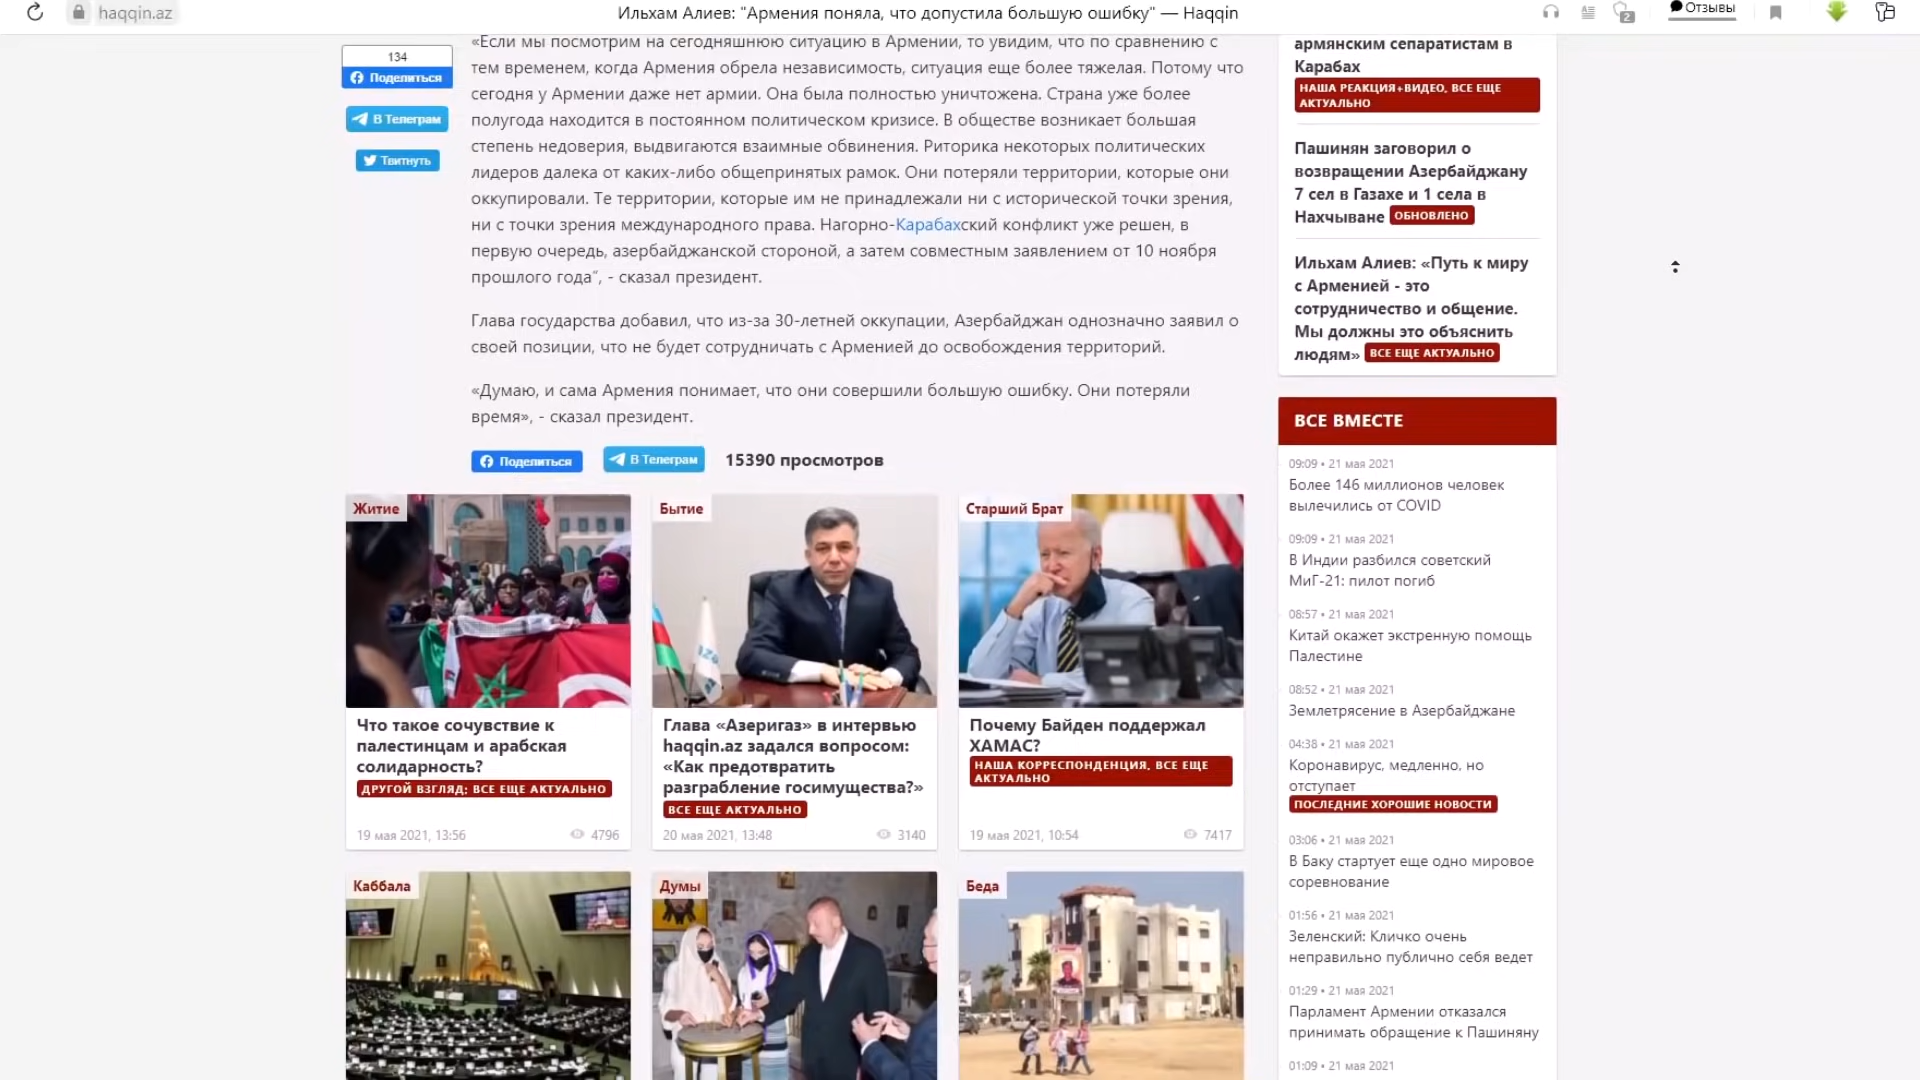 haqqin.az
Ильхам Алиев: "Армения поняла, что допустила большую ошибку" — Haqqin
2
Отзывы
134
Поделиться
В Телеграм
Твитнуть
«Если мы посмотрим на сегодняшнюю ситуацию в Армении, то увидим, что по сравнению с
тем временем, когда Армения обрела независимость, ситуация еще более тяжелая. Потому что
сегодня у Армении даже нет армии. Она была полностью уничтожена. Страна уже более
полугода находится в постоянном политическом кризисе. В обществе возникает большая
степень недоверия, выдвигаются взаимные обвинения. Риторика некоторых политических
лидеров далека от каких-либо общепринятых рамок. Они потеряли территории, которые они
оккупировали. Те территории, которые им не принадлежали ни с исторической точки зрения,
ни с точки зрения международного права. Нагорно-Карабахский конфликт уже решен, в
первую очередь, азербайджанской стороной, а затем совместным заявлением от 10 ноября
прошлого года", - сказал президент.
Глава государства добавил, что из-за 30-летней оккупации, Азербайджан однозначно заявил о
своей позиции, что не будет сотрудничать с Арменией до освобождения территорий.
«Думаю, и сама Армения понимает, что они совершили большую ошибку. Они потеряли
время», - сказал президент.
Поделиться
В Телеграм
15390 просмотров
Житие
Что такое сочувствие к
палестинцам и арабская
солидарность?
ДРУГОЙ ВЗГЛЯД; ВСЕ ЕЩЕ АКТУАЛЬНО
19 мая 2021, 13:56
4796
Бытие
Глава «Азеригаз» в интервью
haqqin.az задался вопросом:
«Как предотвратить
разграбление госимущества?»
ВСЕ ЕЩЕ АКТУАЛЬНО
20 мая 2021, 13:48
3140
Старший Брат
Почему Байден поддержал
ХАМАС?
НАША КОРРЕСПОНДЕНЦИЯ, ВСЕ ЕЩЕ
АКТУАЛЬНО
19 мая 2021, 10:54
7417
Каббала
Думы
Беда
армянским сепаратистам в
Карабах
НАША РЕАКЦИЯ+ВИДЕО, ВСЕ ЕЩЕ
АКТУАЛЬНО
Пашинян заговорил о
возвращении Азербайджану
7 сел в Газахе и 1 села в
Нахчыване ОБНОВЛЕНО
Ильхам Алиев: «Путь к миру
с Арменией - это
сотрудничество и общение.
Мы должны это объяснить
людям» ВСЕ ЕЩЕ АКТУАЛЬНО
ВСЕ ВМЕСТЕ
09:09 • 21 мая 2021
Более 146 миллионов человек
вылечились от COVID
09:09 • 21 мая 2021
В Индии разбился советский
МиГ-21: пилот погиб
08:57 • 21 мая 2021
Китай окажет экстренную помощь
Палестине
08:52 • 21 мая 2021
Землетрясение в Азербайджане
04:38 • 21 мая 2021
Коронавирус, медленно, но
отступает
ПОСЛЕДНИЕ ХОРОШИЕ НОВОСТИ
03:06 • 21 мая 2021
В Баку стартует еще одно мировое
соревнование
01:56 • 21 мая 2021
Зеленский: Кличко очень
неправильно публично себя ведет
01:29 • 21 мая 2021
Парламент Армении отказался
принимать обращение к Пашиняну
01:09 • 21 мая 2021